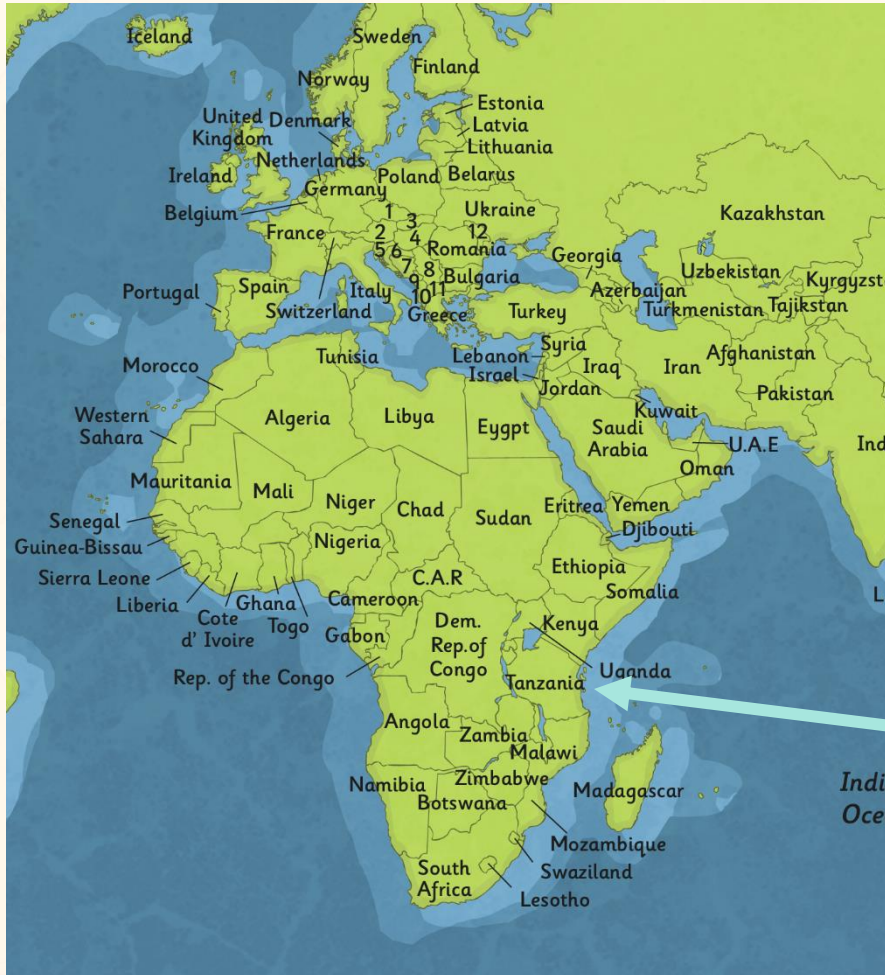 Iceland
Sweden
Finland
Norway
Estonia
Latvia
Lithuania
United
Kingdom
Denmark
Netherlands
Ireland
Germany
Poland
Belarus
Belgium
1
3
Ukraine
Kazakhstan
France
2
4
12
5
6
Romania
Georgia
7
8
Uzbekistan
Kyrgyzst
Portugal
Spain
Italy
9
11
Bulgaria
Azerbaijan
Turkmenistan
Tajikstan
Switzerland
10
Greece
Turkey
Tunisia
Lebanon
Syria
Afghanistan
Morocco
Israel
Iraq
Iran
Jordan
Pakistan
Western
Sahara
Algeria
Libya
Eygpt
Kuwait
Saudi
Arabia
U.A.E
Ind
Oman
Mauritania
Mali
Niger
Chad
Sudan
Eritrea
Yemen
Senegal
Djibouti
Guinea-Bissau
Nigeria
Ethiopia
Sierra Leone
C.A.R
Somalia
L
Liberia
Cote
d' Ivoire
Ghana
Togo
Cameroon
Gabon
Dem.
Rep.of
Congo
Kenya
Rep. of the Congo
Uganda
Tanzania
Angola
Zambia
Malawi
Namibia
Zimbabwe
Botswana
Madagascar
Indi
Oce
Mozambique
South
Africa
Swaziland
Lesotho